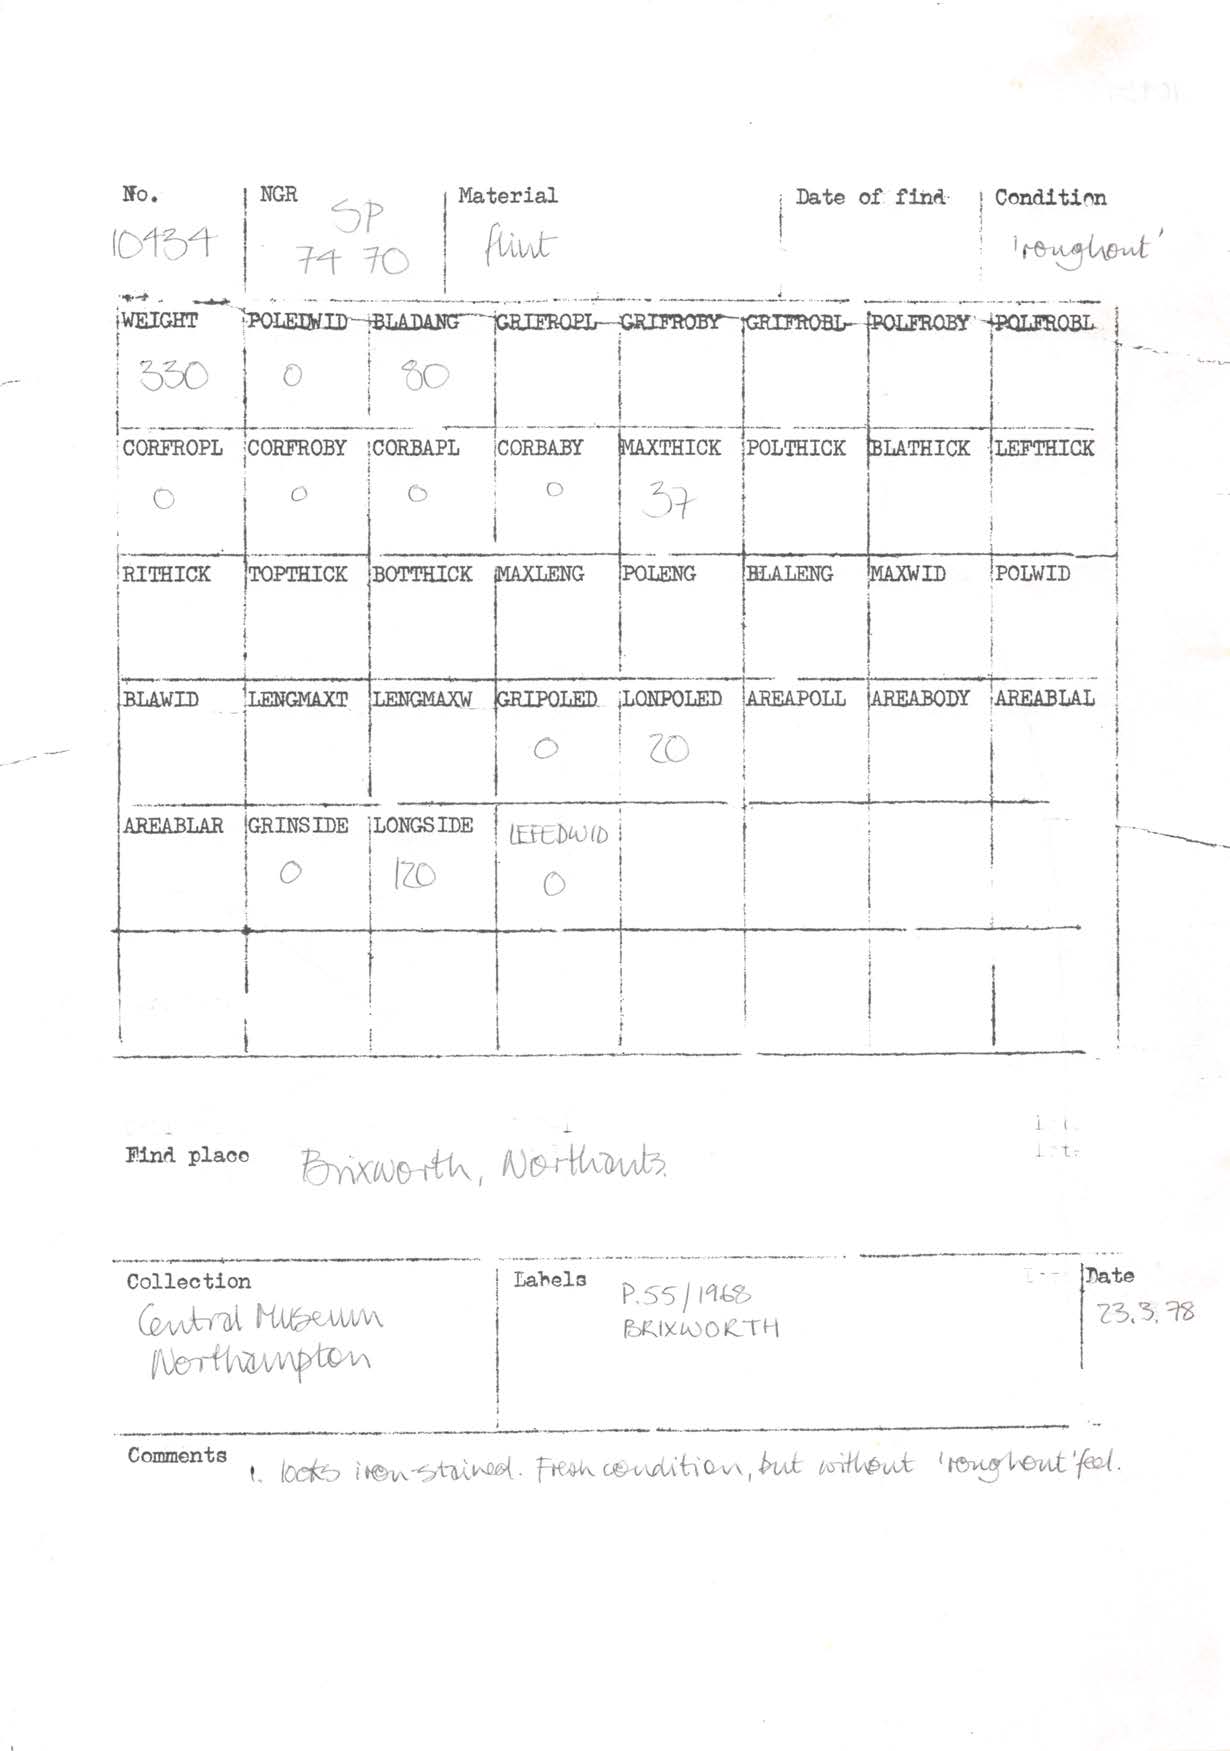 No. NGR Material Date of find Condition
10434 SP 74 70 flint 'roughout'
WEIGHT POLEDWID BLADANG GRIFROPL GRIFROBY GRIFROBL POLFROBY POLFROBL
330 0 80
CORFROPL CORFROBY CORBAPL CORBABY MAXTHICK POLTHICK BLATHICK LEFTHICK
0 0 0 0 37
RITHICK TOPTHICK BOTTHICK MAXLENG POLENG BLALENG MAXWID POLWID
BLAWID LENGMAXT LENGMAXW GRIPOLED LONPOLED AREAPOLL AREABODY AREABLAL
0 20
AREABLAR GRINSIDE LONGSIDE LEFEDWID
0 120 0
Find place Brixworth, Northants.
Collection Labels Date
Central Museum P.55/1968 23.3.78
Northampton BRIXWORTH
Comments 1. looks iron-stained. Fresh condition, but without 'roughout' feel.